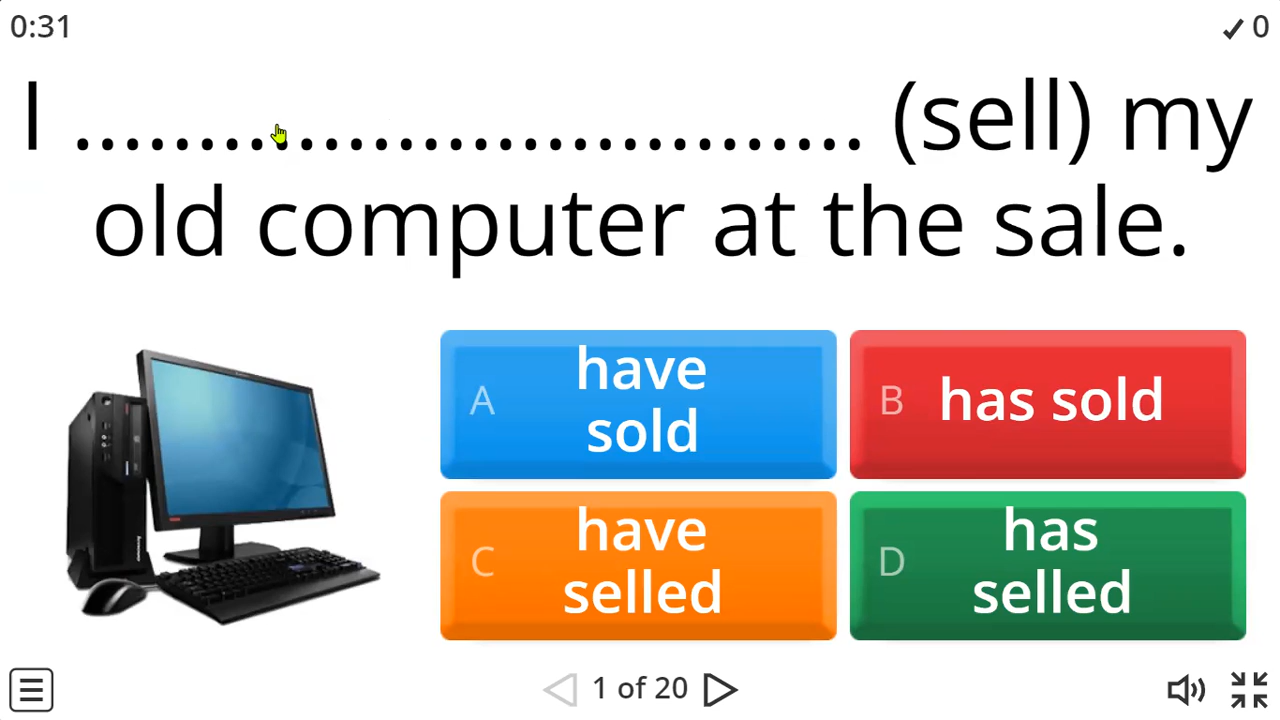 0:31
✓ 0
I ................................ (sell) my
old computer at the sale.
A have
sold
B has sold
C have
selled
D has
selled
1 of 20